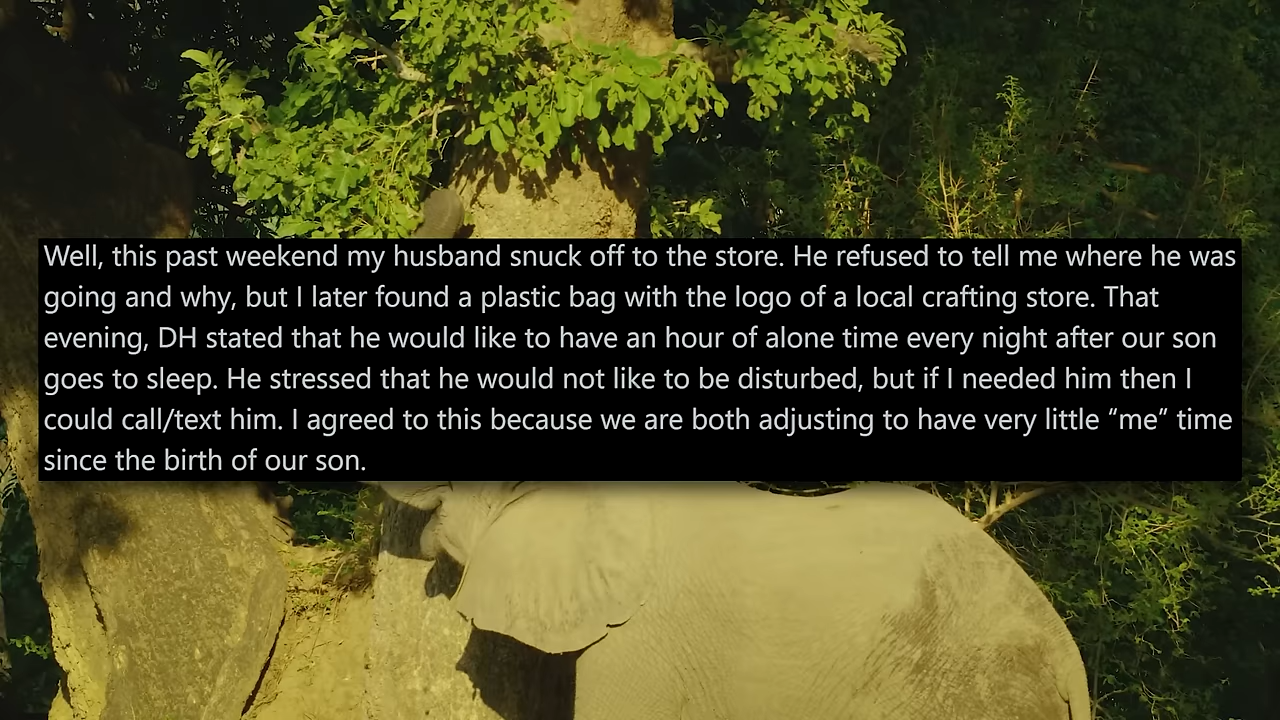 Well, this past weekend my husband snuck off to the store. He refused to tell me where he was
going and why, but I later found a plastic bag with the logo of a local crafting store. That
evening, DH stated that he would like to have an hour of alone time every night after our son
goes to sleep. He stressed that he would not like to be disturbed, but if I needed him then I
could call/text him. I agreed to this because we are both adjusting to have very little “me” time
since the birth of our son.